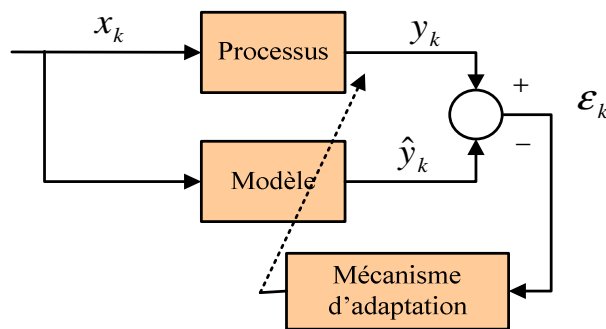 x_k
Processus
y_k
+
ε_k
−
Modèle
ŷ_k
Mécanisme
d'adaptation